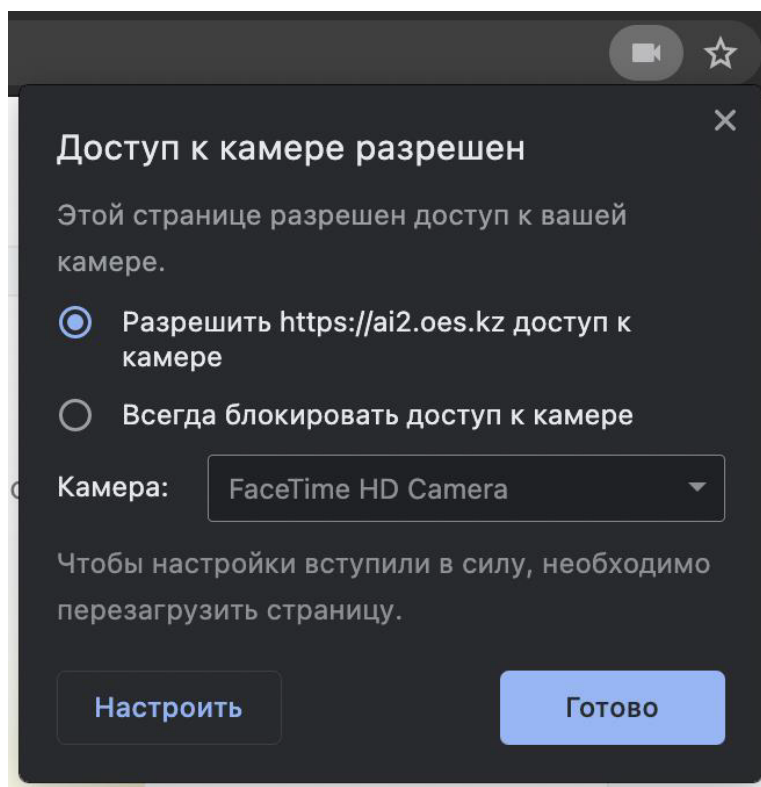 Доступ к камере разрешен
Этой странице разрешен доступ к вашей
камере.
Разрешить https://ai2.oes.kz доступ к
камере
Всегда блокировать доступ к камере
Камера: FaceTime HD Camera
Чтобы настройки вступили в силу, необходимо
перезагрузить страницу.
Настроить Готово